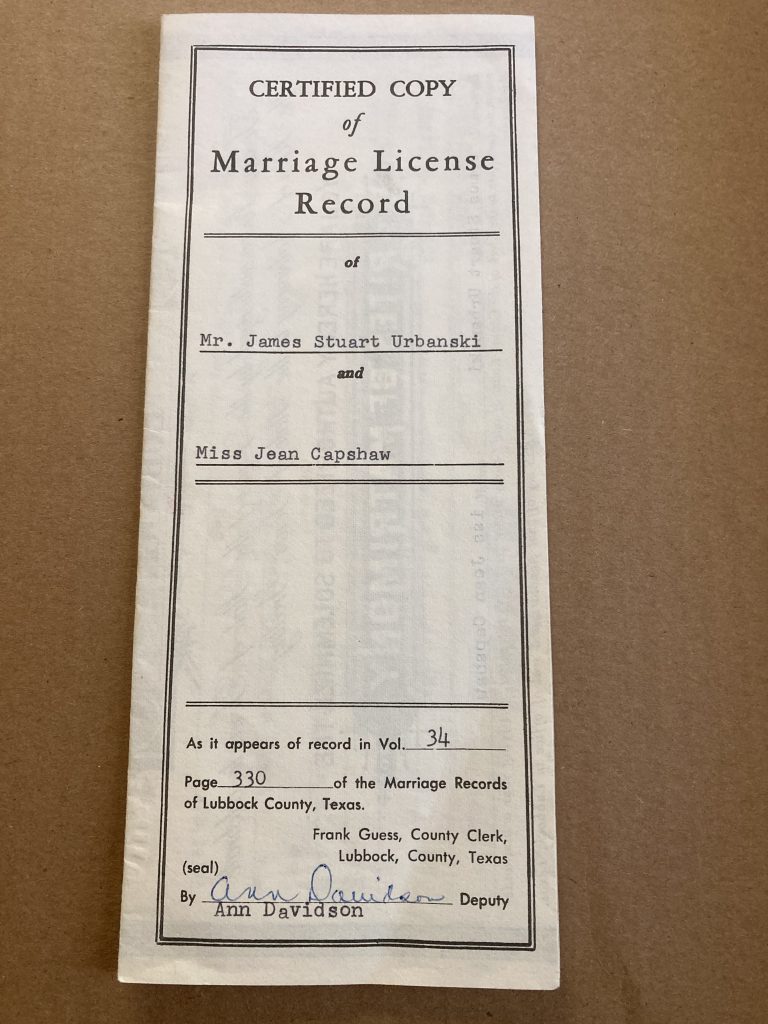 CERTIFIED COPY
of
Marriage License
Record
of
Mr. James Stuart Urbanski
and
Miss Jean Capshaw
As it appears of record in Vol. 34
Page 330 of the Marriage Records
of Lubbock County, Texas.
Frank Guess, County Clerk,
Lubbock, County, Texas
(seal)
By Ann Davidson Deputy
Ann Davidson